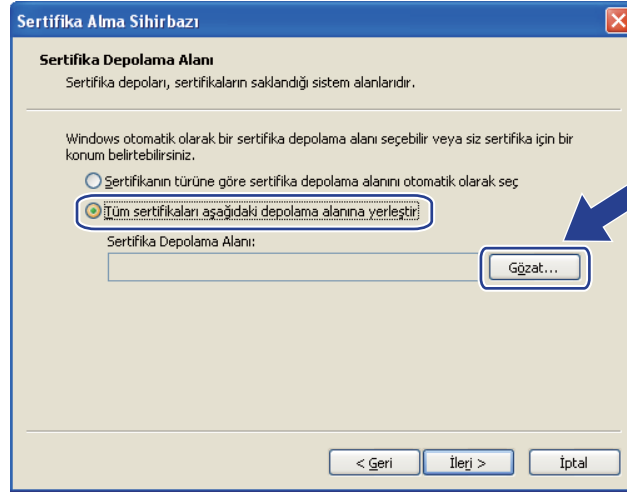 Sertifika Alma Sihirbazı
Sertifika Depolama Alanı
Sertifika depoları, sertifikaların saklandığı sistem alanlarıdır.
Windows otomatik olarak bir sertifika depolama alanı seçebilir veya siz sertifika için bir
konum belirtebilirsiniz.
Sertifikanın türüne göre sertifika depolama alanını otomatik olarak seç
Tüm sertifikaları aşağıdaki depolama alanına yerleştir
Sertifika Depolama Alanı:
Gözat...
< Geri İleri > İptal